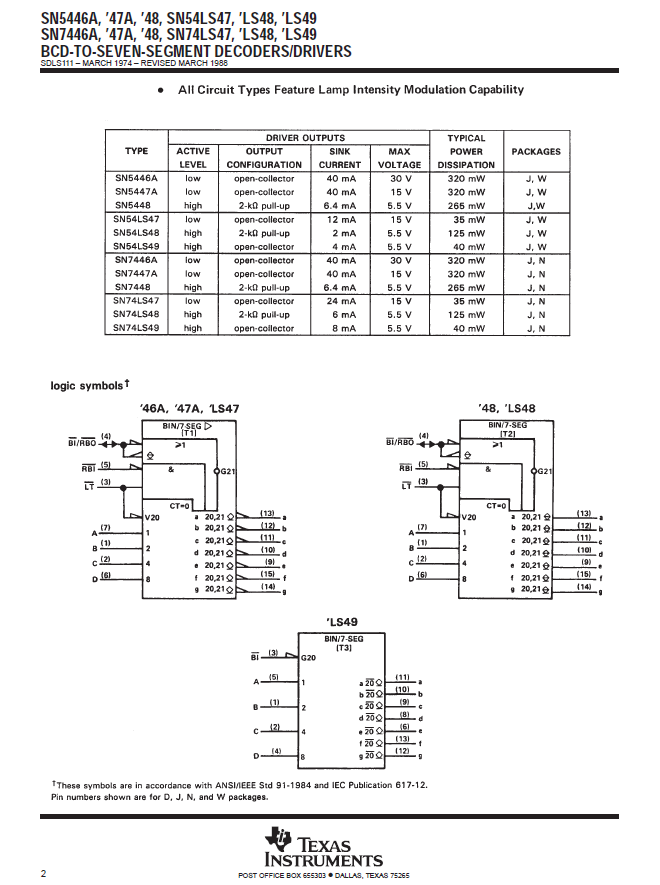 SN5446A, '47A, '48, SN54LS47, 'LS48, 'LS49
SN7446A, '47A, '48, SN74LS47, 'LS48, 'LS49
BCD-TO-SEVEN-SEGMENT DECODERS/DRIVERS
SDLS111 – MARCH 1974 – REVISED MARCH 1988
• All Circuit Types Feature Lamp Intensity Modulation Capability
DRIVER OUTPUTS TYPICAL
TYPE ACTIVE OUTPUT SINK MAX POWER PACKAGES
LEVEL CONFIGURATION CURRENT VOLTAGE DISSIPATION
SN5446A low open-collector 40 mA 30 V 320 mW J, W
SN5447A low open-collector 40 mA 15 V 320 mW J, W
SN5448 high 2-kΩ pull-up 6.4 mA 5.5 V 265 mW J,W
SN54LS47 low open-collector 12 mA 15 V 35 mW J, W
SN54LS48 high 2-kΩ pull-up 2 mA 5.5 V 125 mW J, W
SN54LS49 high open-collector 4 mA 5.5 V 40 mW J, W
SN7446A low open-collector 40 mA 30 V 320 mW J, N
SN7447A low open-collector 40 mA 15 V 320 mW J, N
SN7448 high 2-kΩ pull-up 6.4 mA 5.5 V 265 mW J, N
SN74LS47 low open-collector 24 mA 15 V 35 mW J, N
SN74LS48 high 2-kΩ pull-up 6 mA 5.5 V 125 mW J, N
SN74LS49 high open-collector 8 mA 5.5 V 40 mW J, N
logic symbols†
'46A, '47A, 'LS47
BIN/7-SEG ▷
[T1]
BI/RBO (4) ≥1
RBI (5) & G21
LT (3)
CT=0
V20 a 20,21 (13) a
A (7) 1 b 20,21 (12) b
B (1) 2 c 20,21 (11) c
d 20,21 (10) d
C (2) 4 e 20,21 (9) e
D (6) 8 f 20,21 (15) f
g 20,21 (14) g
'48, 'LS48
BIN/7-SEG
[T2]
BI/RBO (4) ≥1
RBI (5) & G21
LT (3)
CT=0
V20 a 20,21 (13) a
A (7) 1 b 20,21 (12) b
B (1) 2 c 20,21 (11) c
d 20,21 (10) d
C (2) 4 e 20,21 (9) e
D (6) 8 f 20,21 (15) f
g 20,21 (14) g
'LS49
BIN/7-SEG
[T3]
BI (3) G20
A (5) 1 a 20 (11) a
b 20 (10) b
B (1) 2 c 20 (9) c
d 20 (8) d
C (2) 4 e 20 (6) e
f 20 (13) f
D (4) 8 g 20 (12) g
†These symbols are in accordance with ANSI/IEEE Std 91-1984 and IEC Publication 617-12.
Pin numbers shown are for D, J, N, and W packages.
TEXAS
INSTRUMENTS
2 POST OFFICE BOX 655303 • DALLAS, TEXAS 75265